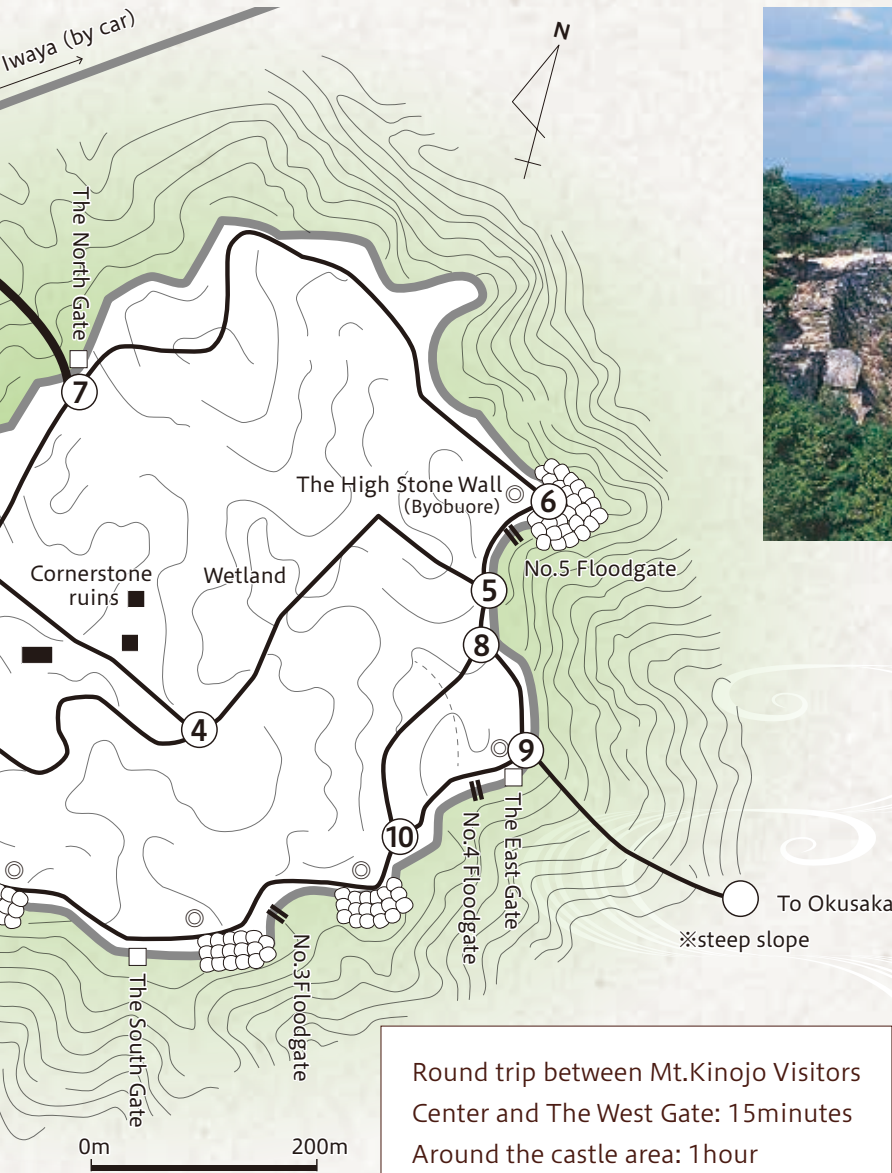 Iwaya (by car)
N
The North Gate
7
The High Stone Wall
(Byobuore)
6
No.5 Floodgate
Cornerstone
ruins
Wetland
5
8
4
9
10
The East Gate
No.4 Floodgate
To Okusaka
※steep slope
No.3Floodgate
The South Gate
0m 200m
Round trip between Mt.Kinojo Visitors
Center and The West Gate: 15minutes
Around the castle area: 1hour